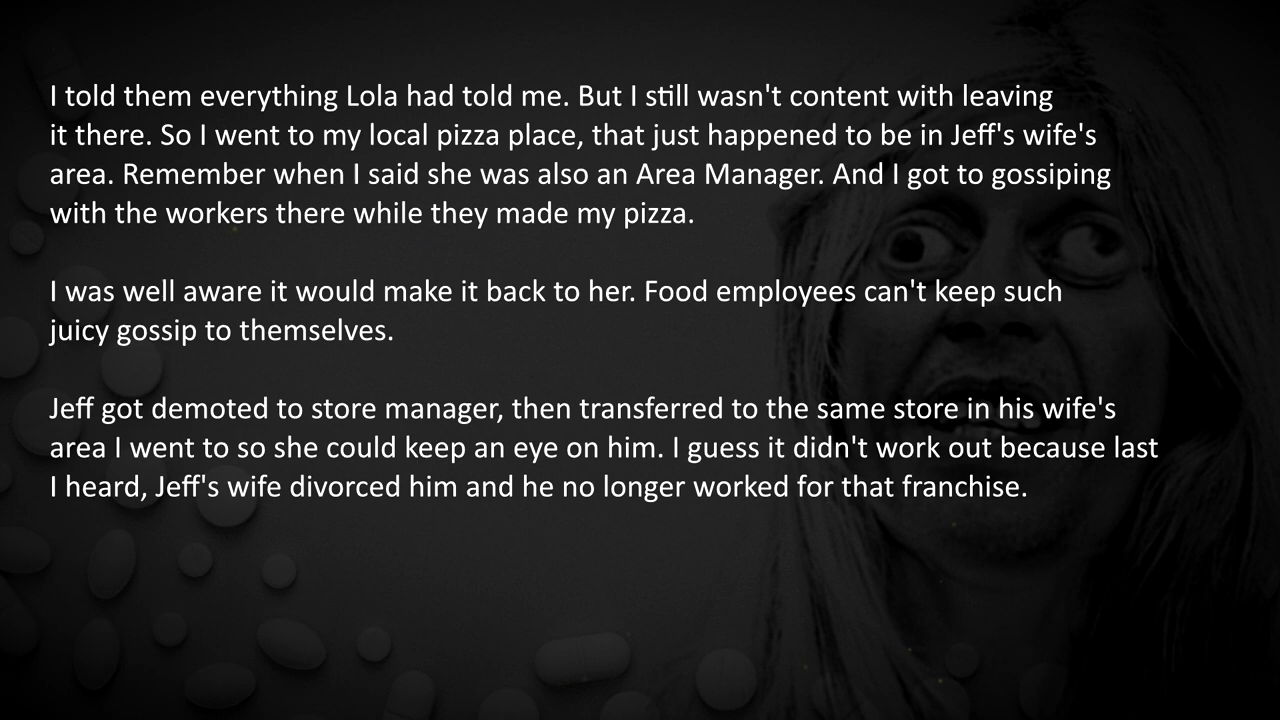 I told them everything Lola had told me. But I still wasn't content with leaving
it there. So I went to my local pizza place, that just happened to be in Jeff's wife's
area. Remember when I said she was also an Area Manager. And I got to gossiping
with the workers there while they made my pizza.
I was well aware it would make it back to her. Food employees can't keep such
juicy gossip to themselves.
Jeff got demoted to store manager, then transferred to the same store in his wife's
area I went to so she could keep an eye on him. I guess it didn't work out because last
I heard, Jeff's wife divorced him and he no longer worked for that franchise.